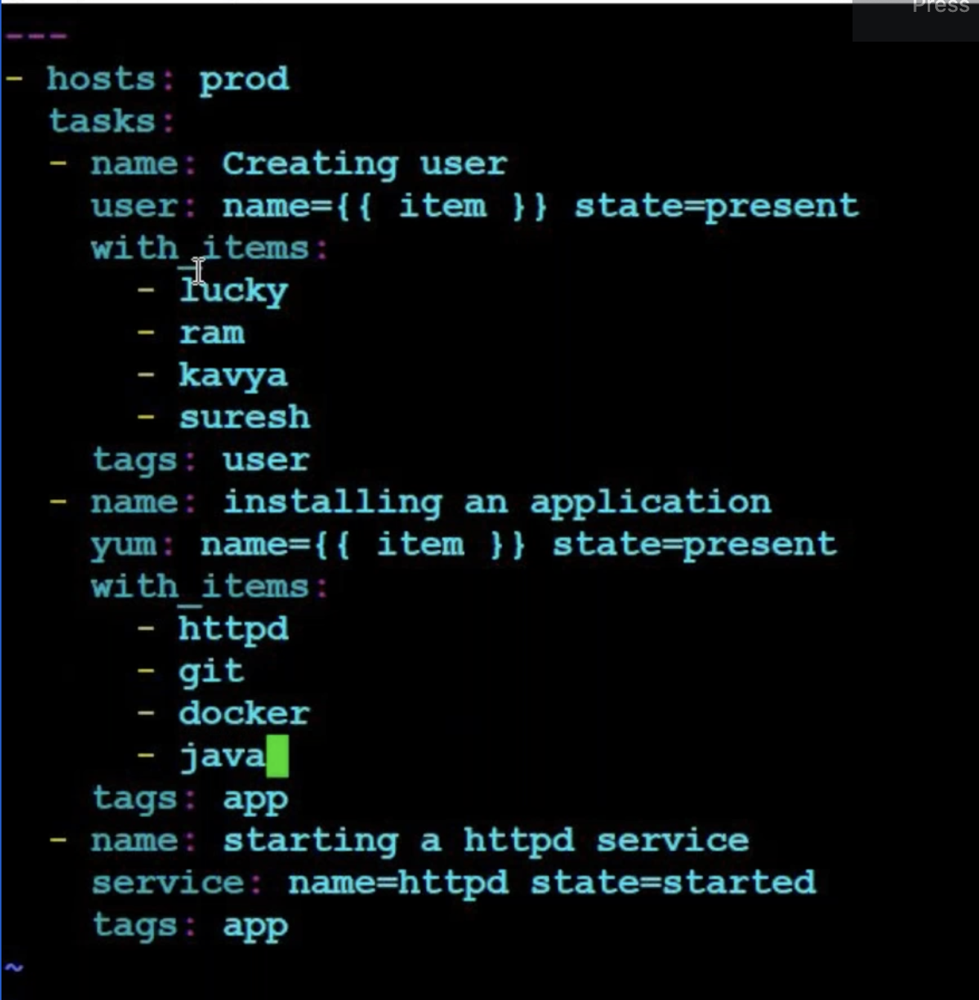 Press
---
- hosts: prod
  tasks:
  - name: Creating user
    user: name={{ item }} state=present
    with_items:
      - lucky
      - ram
      - kavya
      - suresh
    tags: user
  - name: installing an application
    yum: name={{ item }} state=present
    with_items:
      - httpd
      - git
      - docker
      - java
    tags: app
  - name: starting a httpd service
    service: name=httpd state=started
    tags: app
~